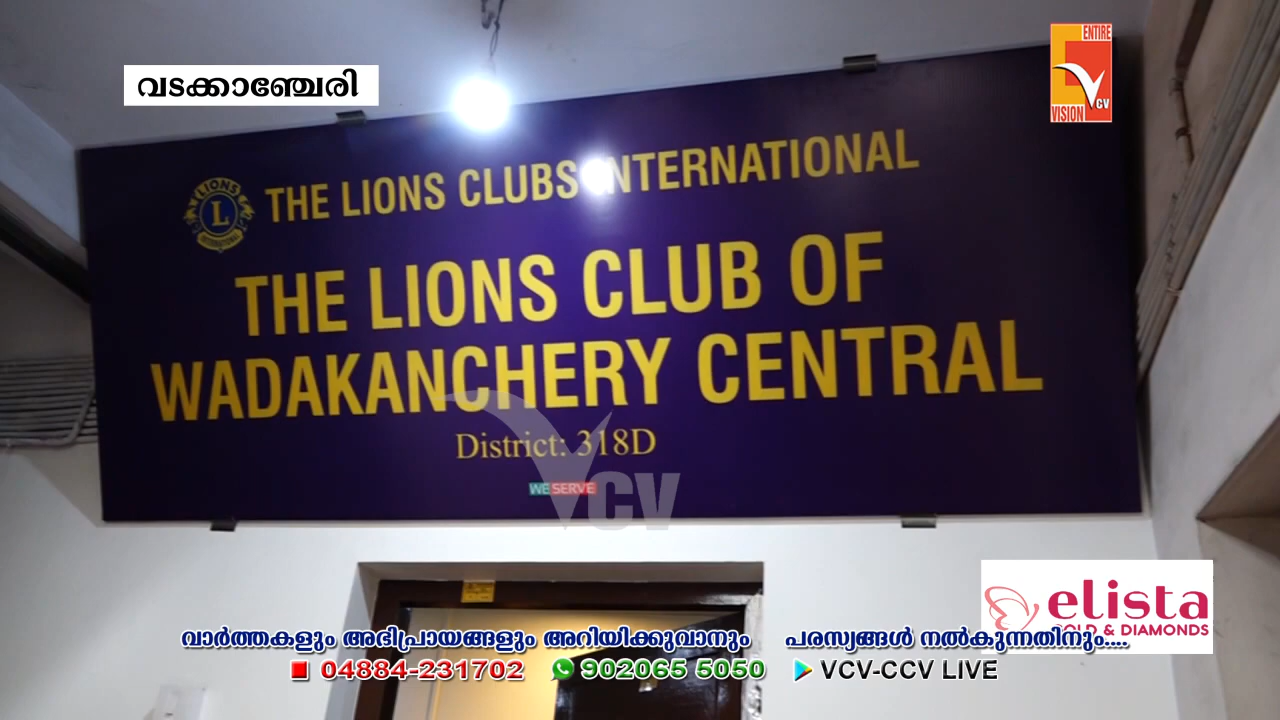 വടക്കാഞ്ചേരി
ENTIRE
VCV
VISION
LIONS
L
INTERNATIONAL
THE LIONS CLUBS INTERNATIONAL
THE LIONS CLUB OF
WADAKANCHERY CENTRAL
District: 318D
WE SERVE
VCV
elista
GOLD & DIAMONDS
വാർത്തകളും അഭിപ്രായങ്ങളും അറിയിക്കുവാനും പരസ്യങ്ങൾ നൽകുന്നതിനും....
04884-231702 902065 5050 VCV-CCV LIVE